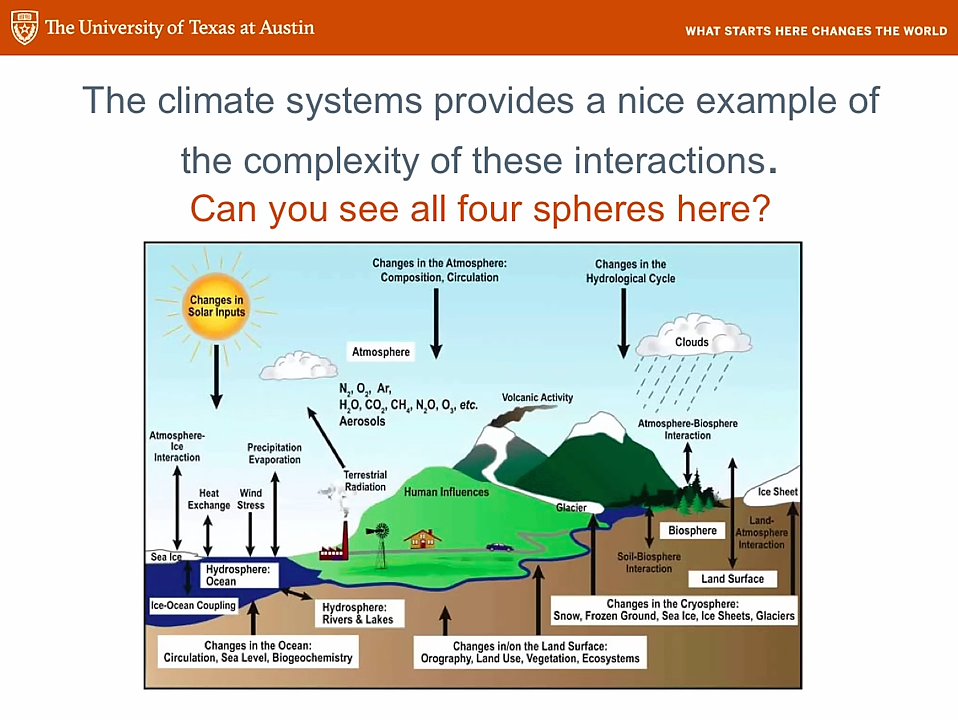 The University of Texas at Austin
WHAT STARTS HERE CHANGES THE WORLD
The climate systems provides a nice example of
the complexity of these interactions.
Can you see all four spheres here?
Changes in the Atmosphere:
Composition, Circulation
Changes in the
Hydrological Cycle
Changes in
Solar Inputs
Clouds
Atmosphere
N₂, O₂, Ar,
H₂O, CO₂, CH₄, N₂O, O₃, etc.
Aerosols
Volcanic Activity
Atmosphere-
Ice
Interaction
Precipitation
Evaporation
Atmosphere-Biosphere
Interaction
Terrestrial
Radiation
Heat
Exchange
Wind
Stress
Human Influences
Glacier
Ice Sheet
Land-
Atmosphere
Interaction
Biosphere
Sea Ice
Hydrosphere:
Ocean
Soil-Biosphere
Interaction
Land Surface
Ice-Ocean Coupling
Hydrosphere:
Rivers & Lakes
Changes in the Cryosphere:
Snow, Frozen Ground, Sea Ice, Ice Sheets, Glaciers
Changes in the Ocean:
Circulation, Sea Level, Biogeochemistry
Changes in/on the Land Surface:
Orography, Land Use, Vegetation, Ecosystems